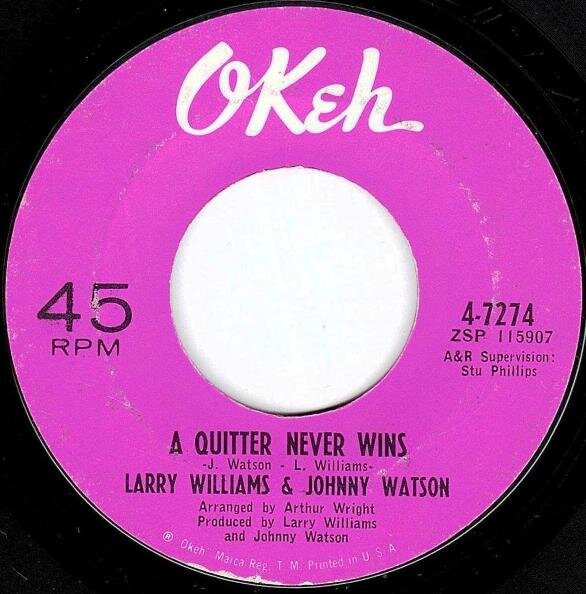 OKeh
45
RPM
4-7274
ZSP 115907
A&R Supervision:
Stu Phillips
A QUITTER NEVER WINS
-J. Watson - L. Williams-
LARRY WILLIAMS & JOHNNY WATSON
Arranged by Arthur Wright
Produced by Larry Williams
and Johnny Watson
® "Okeh" Marca Reg. T. M. Printed in U S A